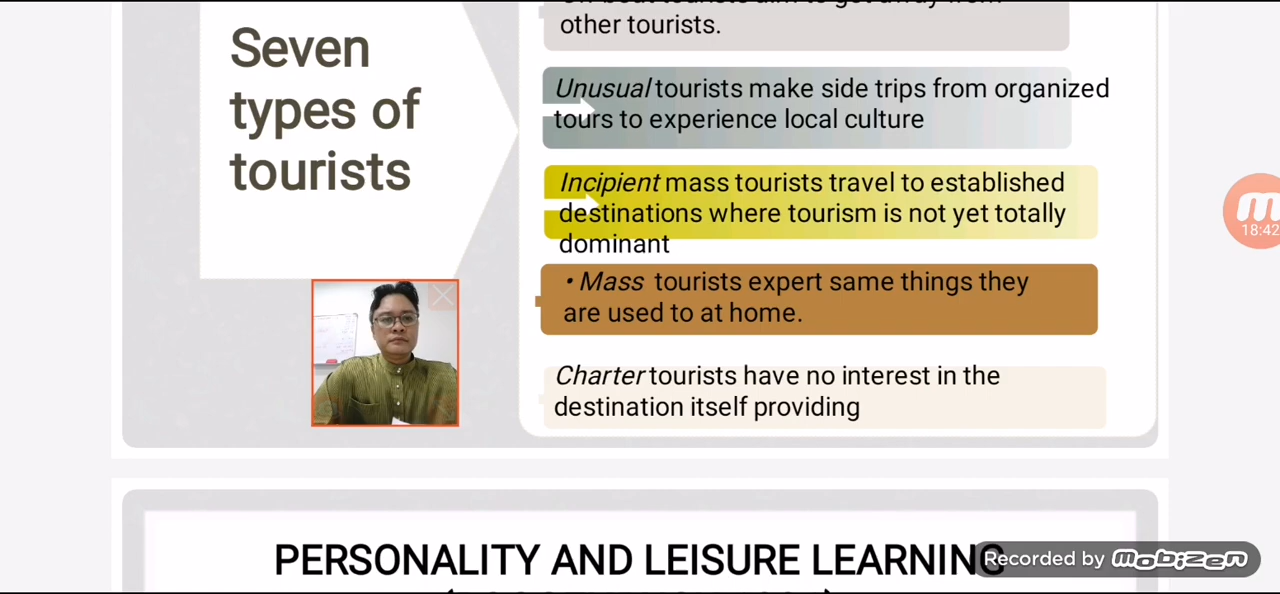 other tourists.
Seven
types of
tourists
Unusual tourists make side trips from organized
tours to experience local culture
Incipient mass tourists travel to established
destinations where tourism is not yet totally
dominant
• Mass tourists expert same things they
are used to at home.
Charter tourists have no interest in the
destination itself providing
18:42
PERSONALITY AND LEISURE LEARNING
Recorded by mobizen